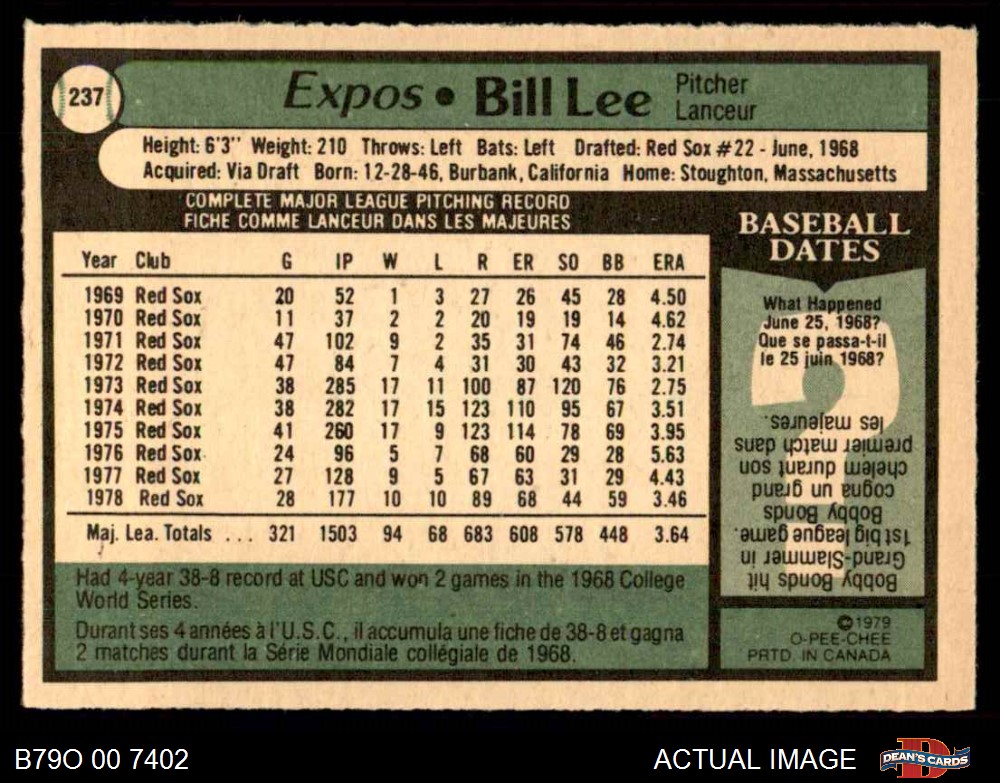 237
Expos • Bill Lee
Pitcher
Lanceur
Height: 6'3" Weight: 210 Throws: Left Bats: Left Drafted: Red Sox #22 - June, 1968
Acquired: Via Draft Born: 12-28-46, Burbank, California Home: Stoughton, Massachusetts
COMPLETE MAJOR LEAGUE PITCHING RECORD
FICHE COMME LANCEUR DANS LES MAJEURES
Year Club G IP W L R ER SO BB ERA
1969 Red Sox 20 52 1 3 27 26 45 28 4.50
1970 Red Sox 11 37 2 2 20 19 19 14 4.62
1971 Red Sox 47 102 9 2 35 31 74 46 2.74
1972 Red Sox 47 84 7 4 31 30 43 32 3.21
1973 Red Sox 38 285 17 11 100 87 120 76 2.75
1974 Red Sox 38 282 17 15 123 110 95 67 3.51
1975 Red Sox 41 260 17 9 123 114 78 69 3.95
1976 Red Sox 24 96 5 7 68 60 29 28 5.63
1977 Red Sox 27 128 9 5 67 63 31 29 4.43
1978 Red Sox 28 177 10 10 89 68 44 59 3.46
Maj. Lea. Totals ... 321 1503 94 68 683 608 578 448 3.64
Had 4-year 38-8 record at USC and won 2 games in the 1968 College
World Series.
Durant ses 4 années à l'U.S.C., il accumula une fiche de 38-8 et gagna
2 matches durant la Série Mondiale collégiale de 1968.
BASEBALL
DATES
What Happened
June 25, 1968?
Que se passa-t-il
le 25 juin 1968?
Bobby Bonds hit
Grand-Slammer in
1st big league game.
Bobby Bonds
cogna un grand
chelem durant son
premier match dans
les majeures.
©1979
O-PEE-CHEE
PRTD. IN CANADA
B79O 00 7402
ACTUAL IMAGE
D
DEAN'S CARDS